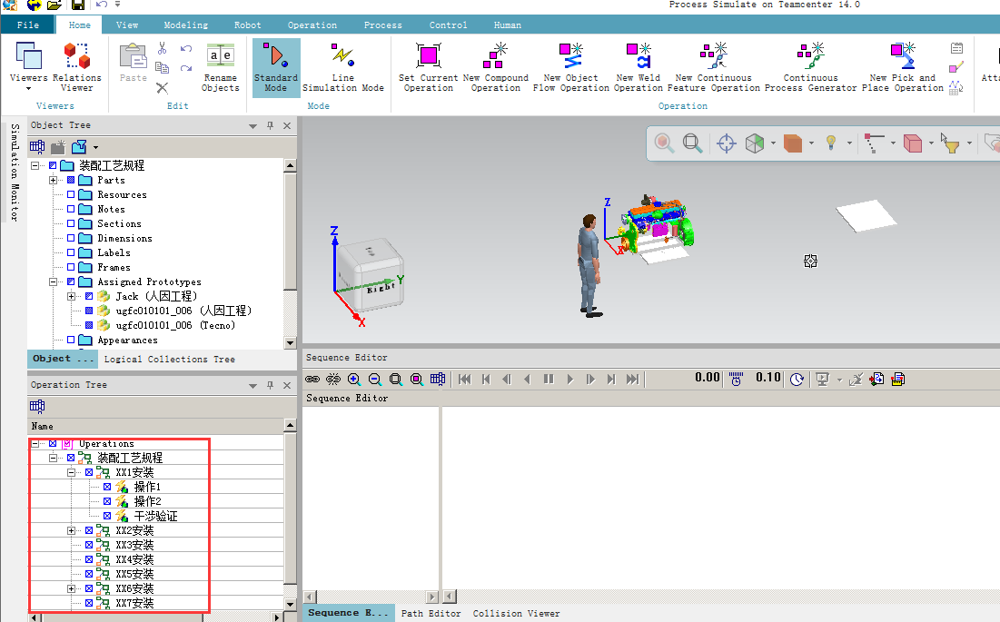 Process Simulate on Teamcenter 14.0
File Home View Modeling Robot Operation Process Control Human
Viewers Relations Viewer Paste Rename Objects Standard Mode Line Simulation Mode Set Current Operation New Compound Operation New Object Flow Operation New Weld Operation New Continuous Feature Operation Continuous Process Generator New Pick and Place Operation
Viewers Edit Mode Operation
Simulation Monitor
Object Tree
装配工艺规程
Parts
Resources
Notes
Sections
Dimensions
Labels
Frames
Assigned Prototypes
Jack (人因工程)
ugfc010101_006 (人因工程)
ugfc010101_006 (Tecno)
Appearances
Object ... Logical Collections Tree
Z
Y
X
Right
Z
X
Operation Tree
Name
Operations
装配工艺规程
XX1安装
操作1
操作2
干涉验证
XX2安装
XX3安装
XX4安装
XX5安装
XX6安装
XX7安装
Sequence Editor
0.00 0.10
Sequence Editor
Sequence E... Path Editor Collision Viewer